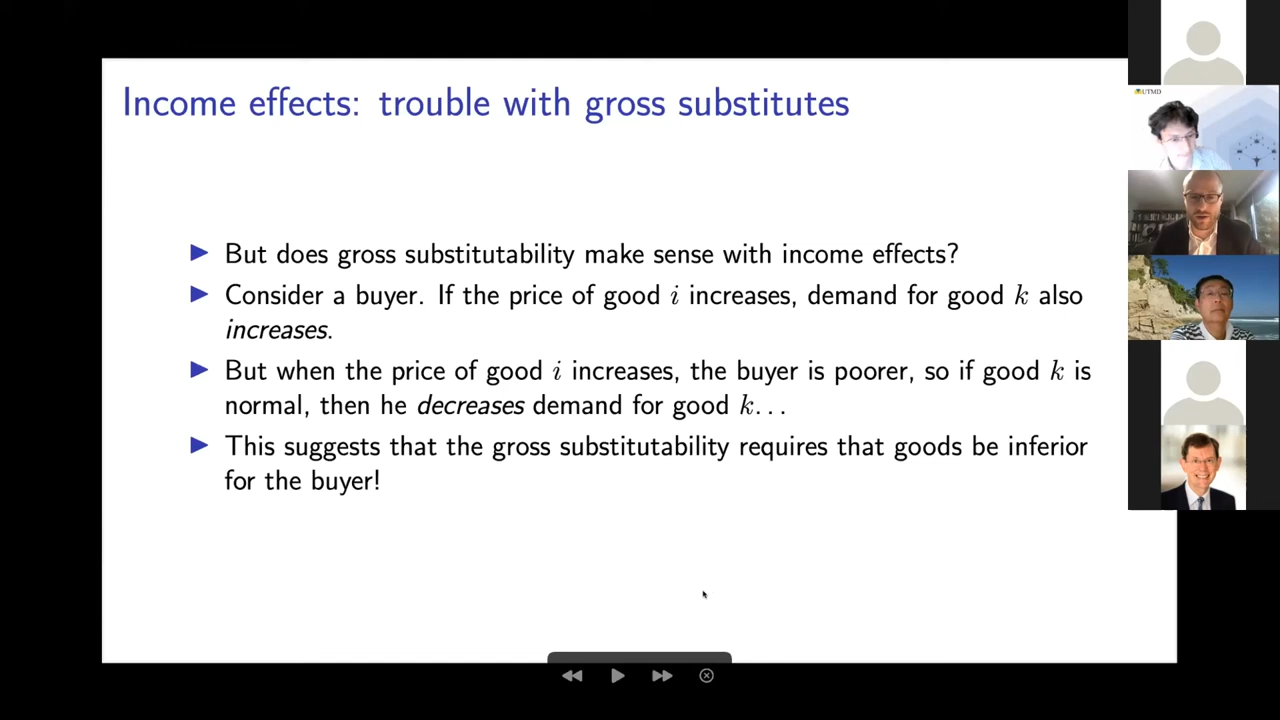 Income effects: trouble with gross substitutes
UTMD
But does gross substitutability make sense with income effects?
Consider a buyer. If the price of good i increases, demand for good k also
increases.
But when the price of good i increases, the buyer is poorer, so if good k is
normal, then he decreases demand for good k...
This suggests that the gross substitutability requires that goods be inferior
for the buyer!